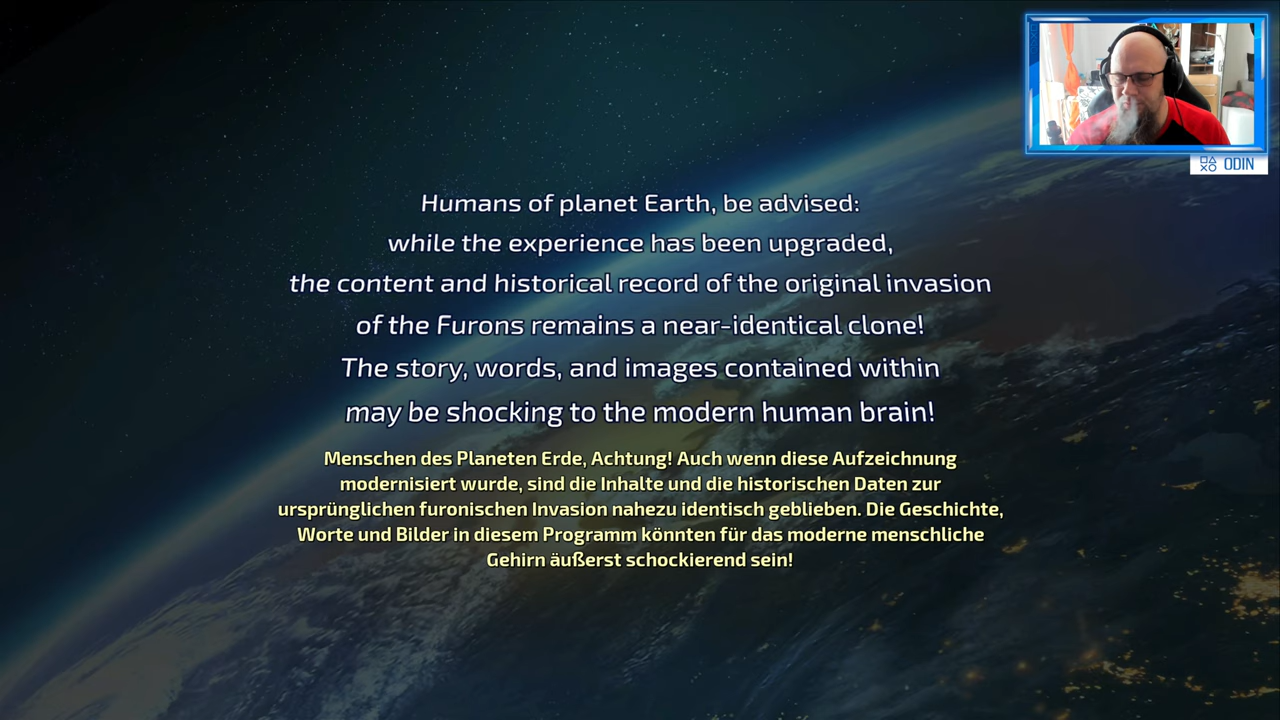 ODIN
Humans of planet Earth, be advised:
while the experience has been upgraded,
the content and historical record of the original invasion
of the Furons remains a near-identical clone!
The story, words, and images contained within
may be shocking to the modern human brain!
Menschen des Planeten Erde, Achtung! Auch wenn diese Aufzeichnung
modernisiert wurde, sind die Inhalte und die historischen Daten zur
ursprünglichen furonischen Invasion nahezu identisch geblieben. Die Geschichte,
Worte und Bilder in diesem Programm könnten für das moderne menschliche
Gehirn äußerst schockierend sein!